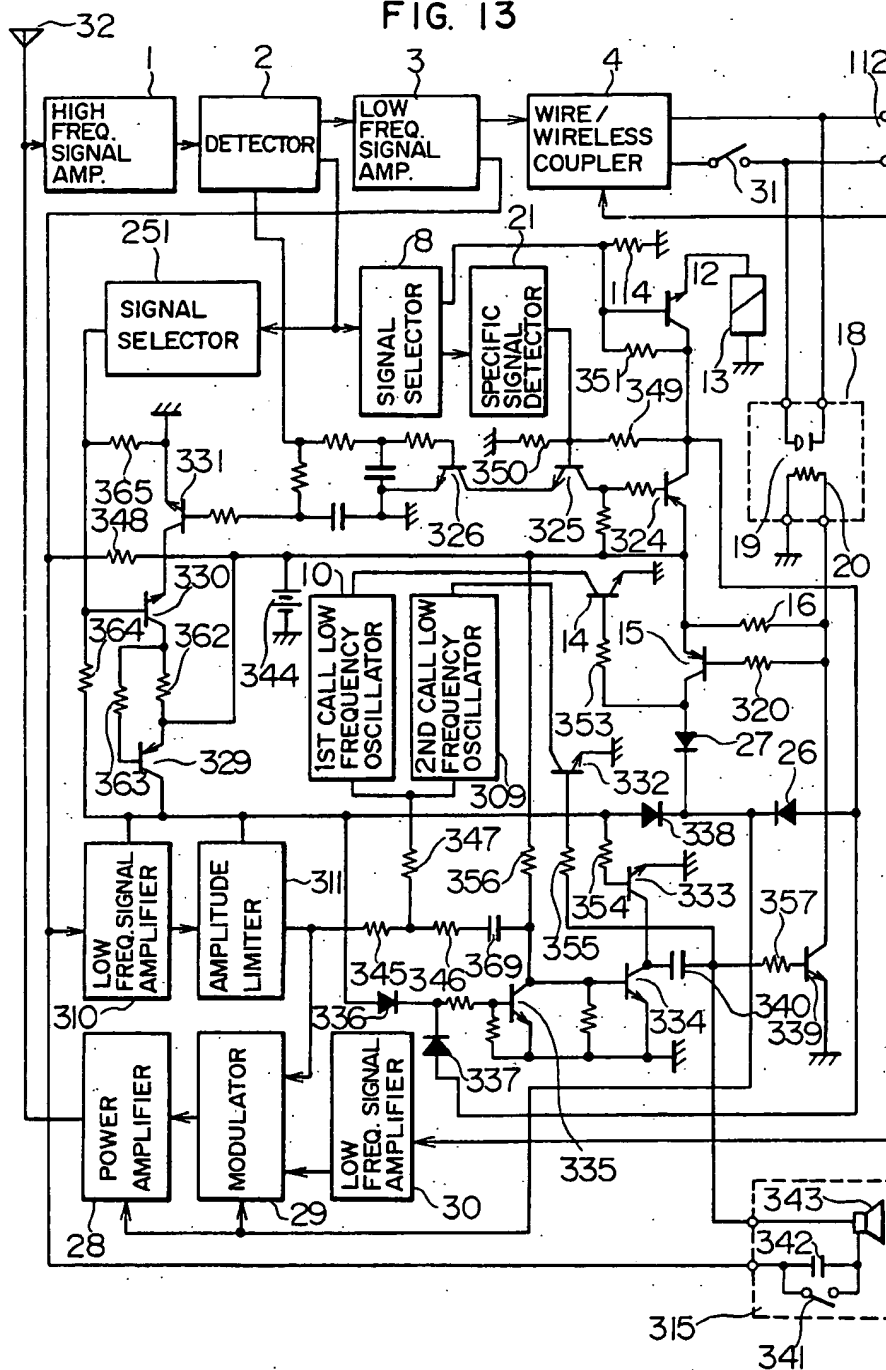 FIG. 13
32
1
2
3
4
112
HIGH
FREQ.
SIGNAL
AMP.
DETECTOR
LOW
FREQ.
SIGNAL
AMP.
WIRE/
WIRELESS
COUPLER
31
251
8
21
SIGNAL
SELECTOR
SIGNAL
SELECTOR
SPECIFIC
SIGNAL
DETECTOR
114
12
13
351
349
18
365
331
350
326
325
324
19
20
348
330
10
344
364
362
363
329
1ST CALL LOW
FREQUENCY
OSCILLATOR
2ND CALL LOW
FREQUENCY
OSCILLATOR
309
14
15
16
353
320
27
332
26
338
347
356
311
354
333
355
357
LOW
FREQ. SIGNAL
AMPLIFIER
AMPLITUDE
LIMITER
345
346
369
310
336
334
340
339
337
POWER
AMPLIFIER
MODULATOR
LOW
FREQ. SIGNAL
AMPLIFIER
335
28
29
30
343
342
315
341